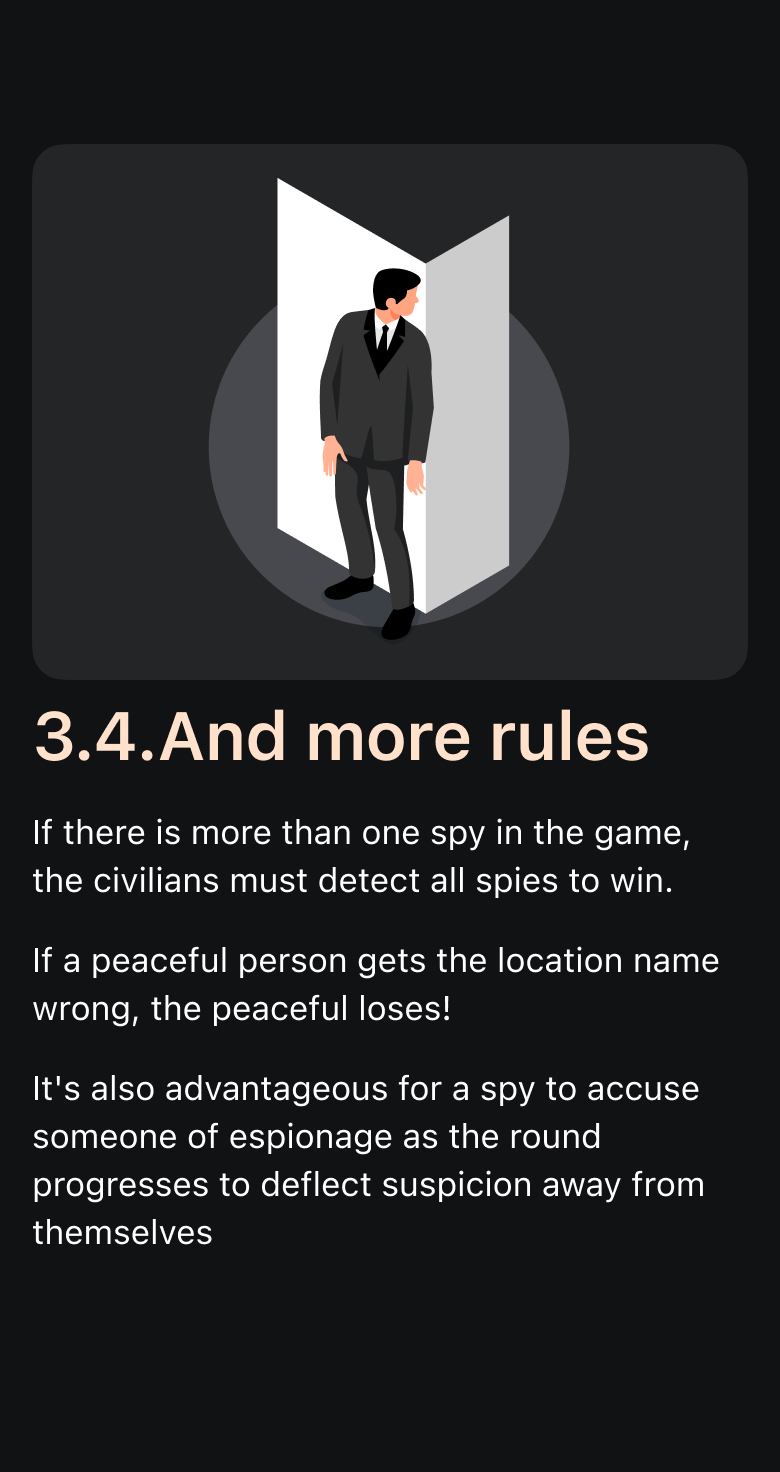 3.4.And more rules
If there is more than one spy in the game,
the civilians must detect all spies to win.
If a peaceful person gets the location name
wrong, the peaceful loses!
It's also advantageous for a spy to accuse
someone of espionage as the round
progresses to deflect suspicion away from
themselves